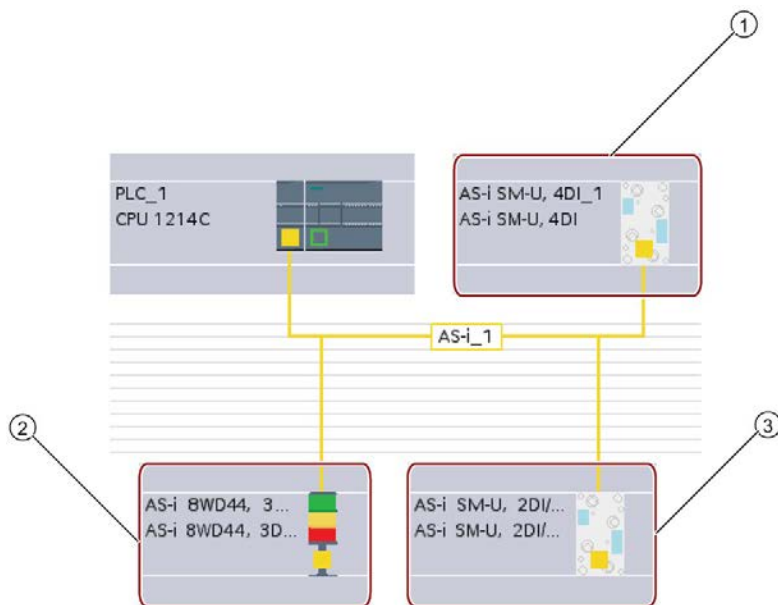 1
PLC_1
CPU 1214C
AS-i SM-U, 4DI_1
AS-i SM-U, 4DI
AS-i_1
2
3
AS-i 8WD44, 3...
AS-i 8WD44, 3D...
AS-i SM-U, 2DI/...
AS-i SM-U, 2DI/...